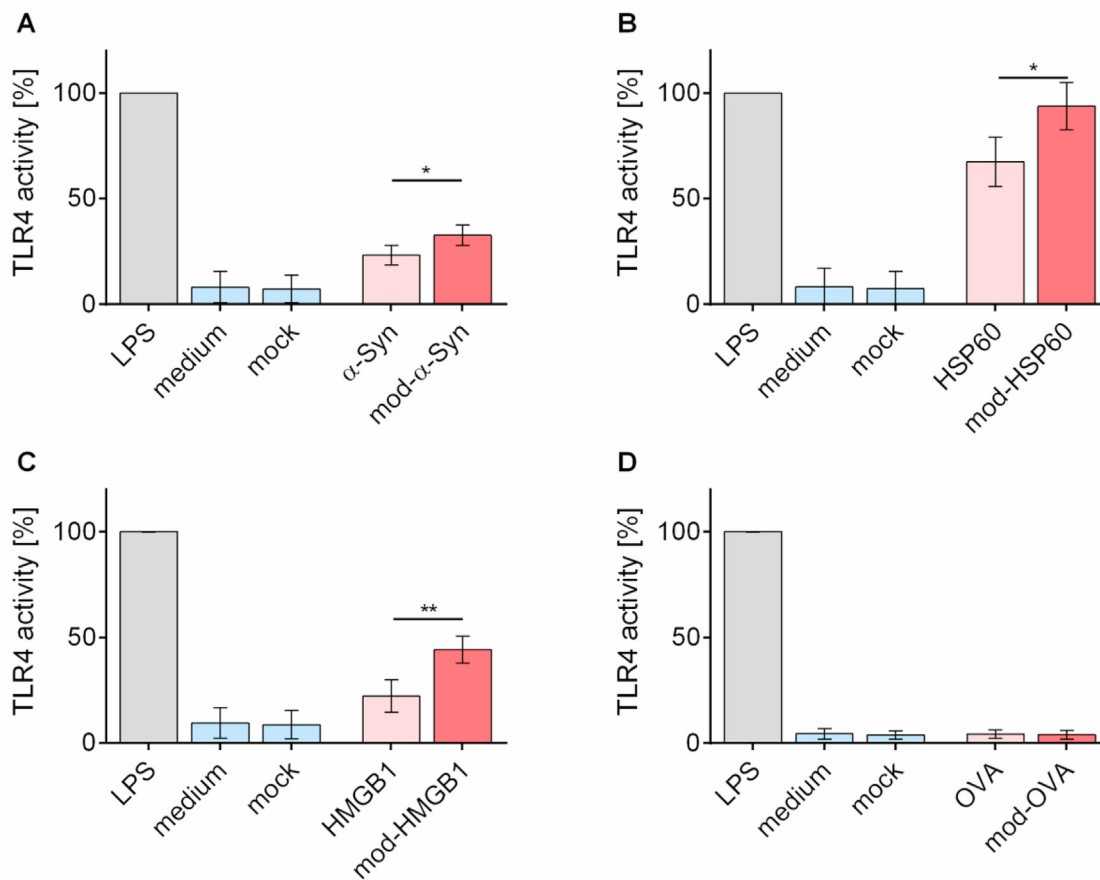 A
TLR4 activity [%]
100
50
0
*
LPS
medium
mock
α-Syn
mod-α-Syn
B
TLR4 activity [%]
100
50
0
*
LPS
medium
mock
HSP60
mod-HSP60
C
TLR4 activity [%]
100
50
0
**
LPS
medium
mock
HMGB1
mod-HMGB1
D
TLR4 activity [%]
100
50
0
LPS
medium
mock
OVA
mod-OVA